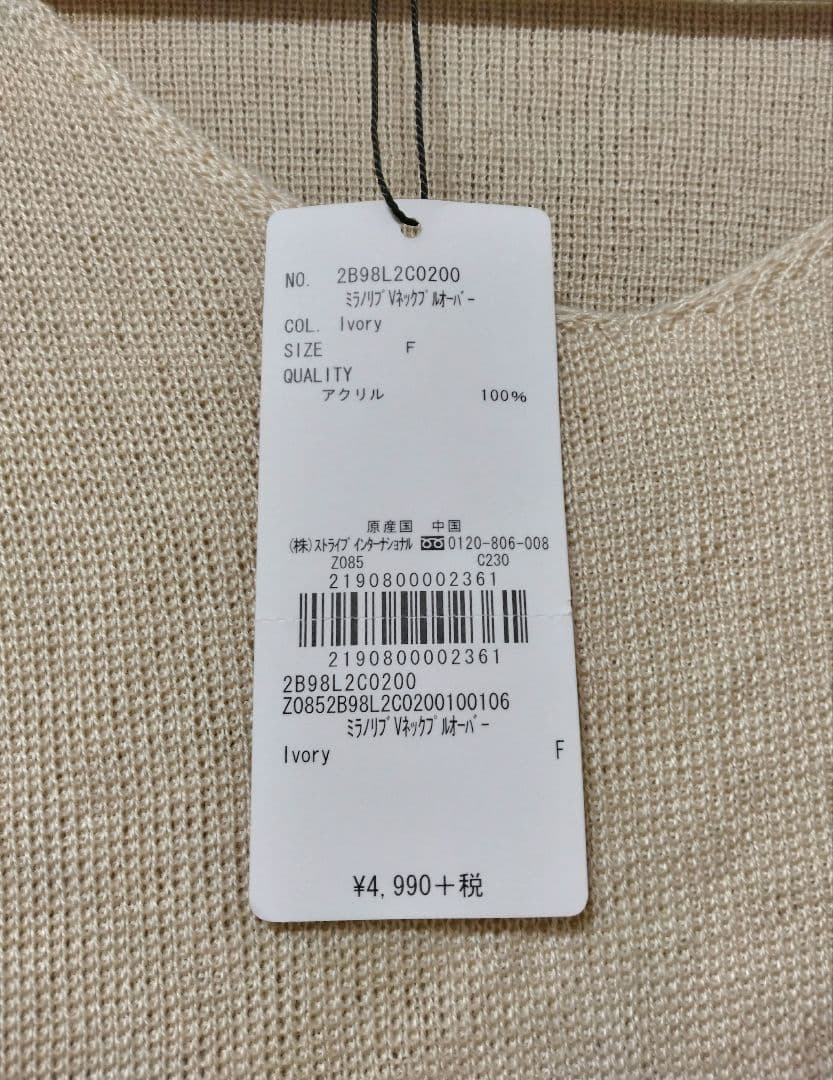 NO. 2B98L2C0200
ﾐﾗﾉﾘﾌﾞVﾈｯｸﾌﾟﾙｵｰﾊﾞｰ
COL. Ivory
SIZE F
QUALITY
アクリル 100%
原産国 中国
(株)ｽﾄﾗｲﾌﾟｲﾝﾀｰﾅｼｮﾅﾙ 0120-806-008
Z085 C230
2190800002361
2190800002361
2B98L2C0200
Z0852B98L2C0200100106
ﾐﾗﾉﾘﾌﾞVﾈｯｸﾌﾟﾙｵｰﾊﾞｰ
Ivory F
¥4,990+税